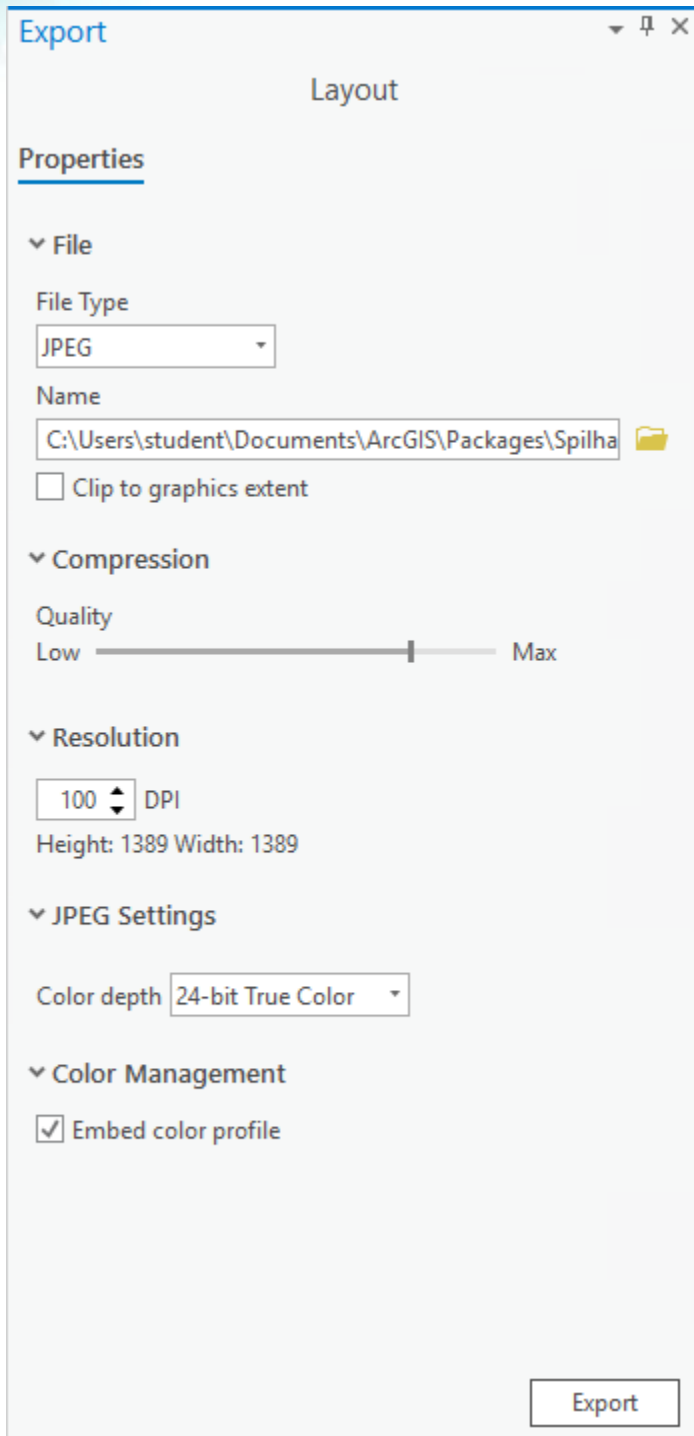 Export
Layout
Properties
File
File Type
JPEG
Name
C:\Users\student\Documents\ArcGIS\Packages\Spilha
Clip to graphics extent
Compression
Quality
Low Max
Resolution
100 DPI
Height: 1389 Width: 1389
JPEG Settings
Color depth 24-bit True Color
Color Management
Embed color profile
Export